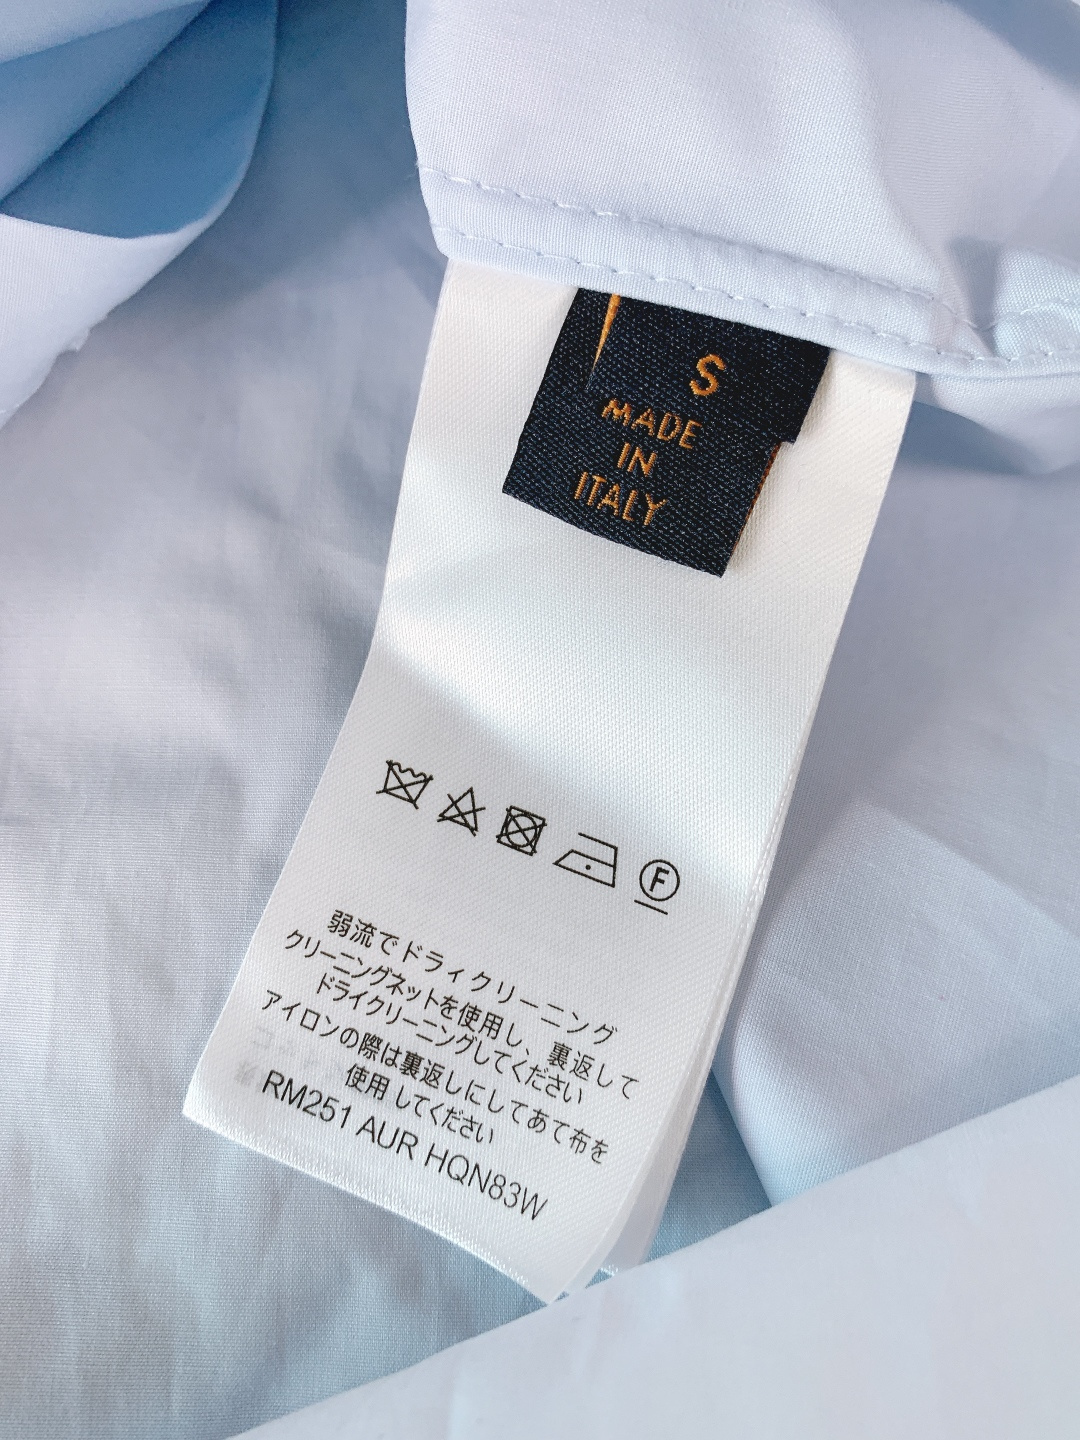 S
MADE
IN
ITALY
F
弱流でドライクリーニング
クリーニングネットを使用し、裏返して
ドライクリーニングしてください
アイロンの際は裏返しにしてあて布を
使用してください
RM251 AUR HQN83W